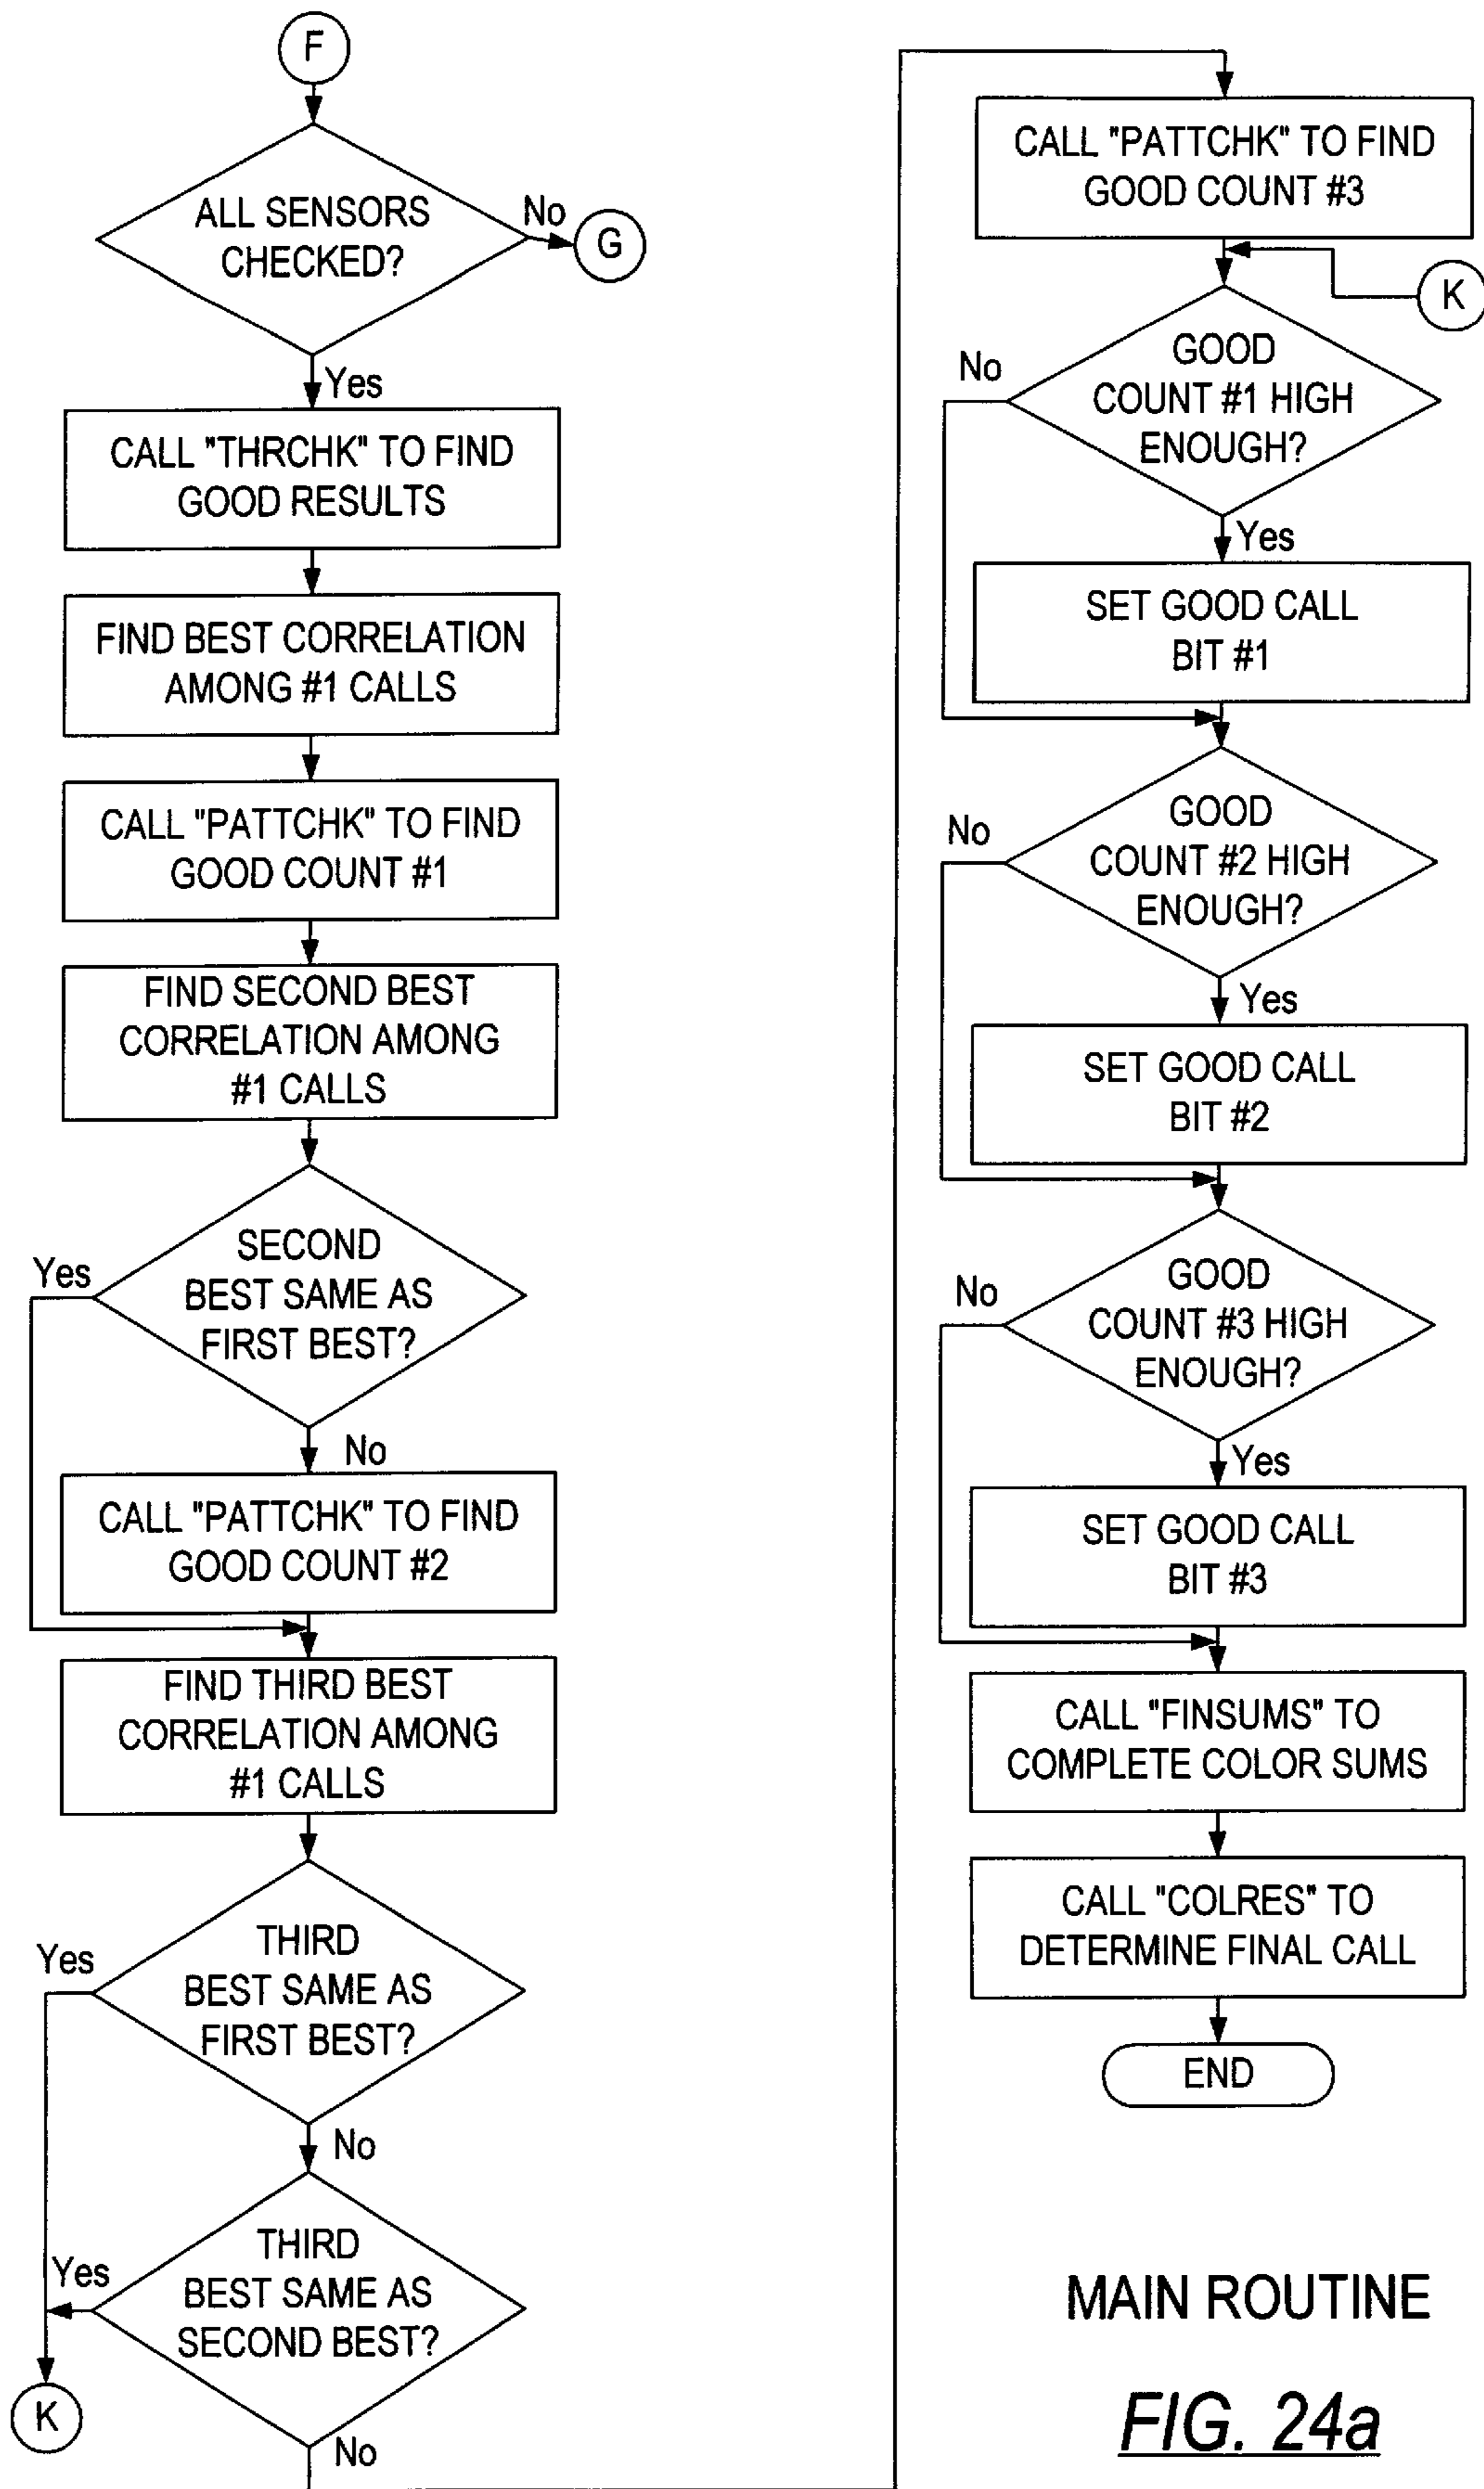 F
ALL SENSORS
CHECKED?
No
G
Yes
CALL "THRCHK" TO FIND
GOOD RESULTS
FIND BEST CORRELATION
AMONG #1 CALLS
CALL "PATTCHK" TO FIND
GOOD COUNT #1
FIND SECOND BEST
CORRELATION AMONG
#1 CALLS
SECOND
BEST SAME AS
FIRST BEST?
Yes
No
CALL "PATTCHK" TO FIND
GOOD COUNT #2
FIND THIRD BEST
CORRELATION AMONG
#1 CALLS
THIRD
BEST SAME AS
FIRST BEST?
Yes
No
THIRD
BEST SAME AS
SECOND BEST?
Yes
K
No
CALL "PATTCHK" TO FIND
GOOD COUNT #3
K
GOOD
COUNT #1 HIGH
ENOUGH?
No
Yes
SET GOOD CALL
BIT #1
GOOD
COUNT #2 HIGH
ENOUGH?
No
Yes
SET GOOD CALL
BIT #2
GOOD
COUNT #3 HIGH
ENOUGH?
No
Yes
SET GOOD CALL
BIT #3
CALL "FINSUMS" TO
COMPLETE COLOR SUMS
CALL "COLRES" TO
DETERMINE FINAL CALL
END
MAIN ROUTINE
FIG. 24a